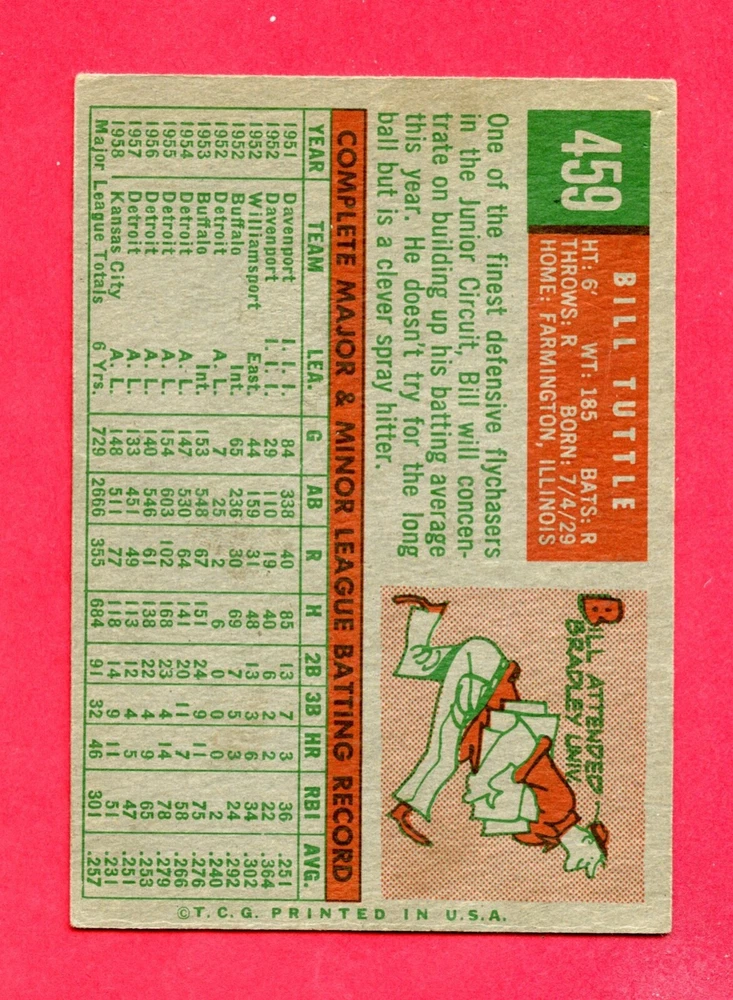 459
BILL TUTTLE
HT: 6' WT: 185 BATS: R
THROWS: R BORN: 7/4/29
HOME: FARMINGTON, ILLINOIS
One of the finest defensive flychasers
in the Junior Circuit, Bill will concen-
trate on building up his batting average
this year. He doesn't try for the long
ball but is a clever spray hitter.
BILL ATTENDED
BRADLEY UNIV.
COMPLETE MAJOR & MINOR LEAGUE BATTING RECORD
YEAR TEAM LEA. G AB R H 2B 3B HR RBI AVG.
1951 Davenport I. I. I. 84 338 40 85 13 7 3 36 .251
1952 Davenport I. I. I. 29 110 19 40 6 2 2 22 .364
1952 Williamsport East. 44 159 31 48 13 3 6 34 .302
1952 Buffalo Int. 65 236 30 69 7 5 3 24 .292
1952 Detroit A. L. 7 25 2 6 0 0 0 2 .240
1953 Buffalo Int. 153 548 67 151 24 9 11 75 .276
1954 Detroit A. L. 147 530 64 141 20 11 7 58 .266
1955 Detroit A. L. 154 603 102 168 23 4 14 78 .279
1956 Detroit A. L. 140 546 61 138 22 4 9 65 .253
1957 Detroit A. L. 133 451 49 113 12 4 5 47 .251
1958 Kansas City A. L. 148 511 77 118 14 9 11 51 .231
Major League Totals 6 Yrs. 729 2666 355 684 91 32 46 301 .257
©T.C.G. PRINTED IN U.S.A.